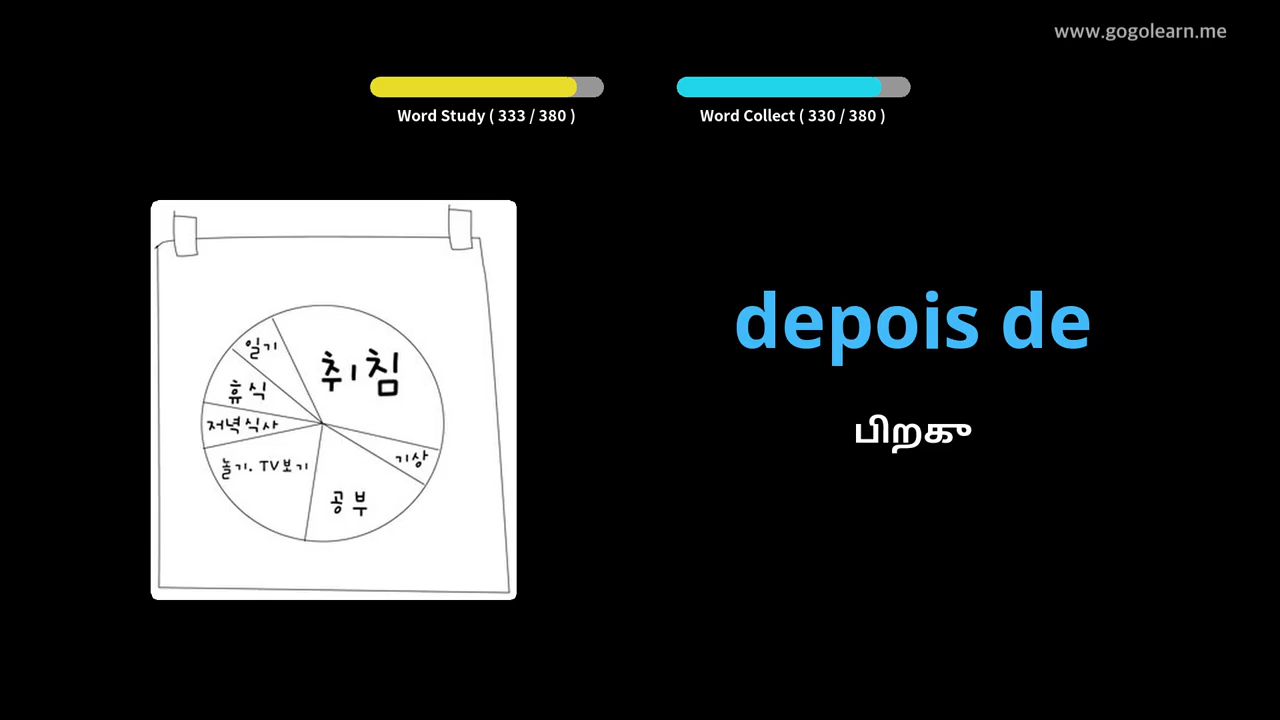 www.gogolearn.me
Word Study ( 333 / 380 )
Word Collect ( 330 / 380 )
일기
취침
휴식
저녁식사
놀기. TV보기
기상
공부
depois de
பிறகு